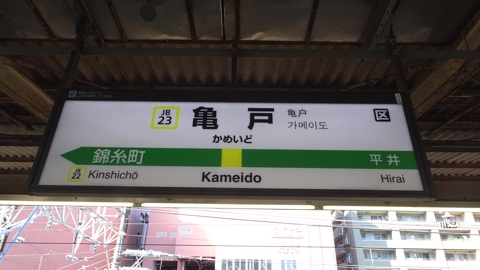 JB
23
亀戸
亀户
가메이도
区
かめいど
錦糸町
平井
JB
22
Kinshichō
Kameido
Hirai